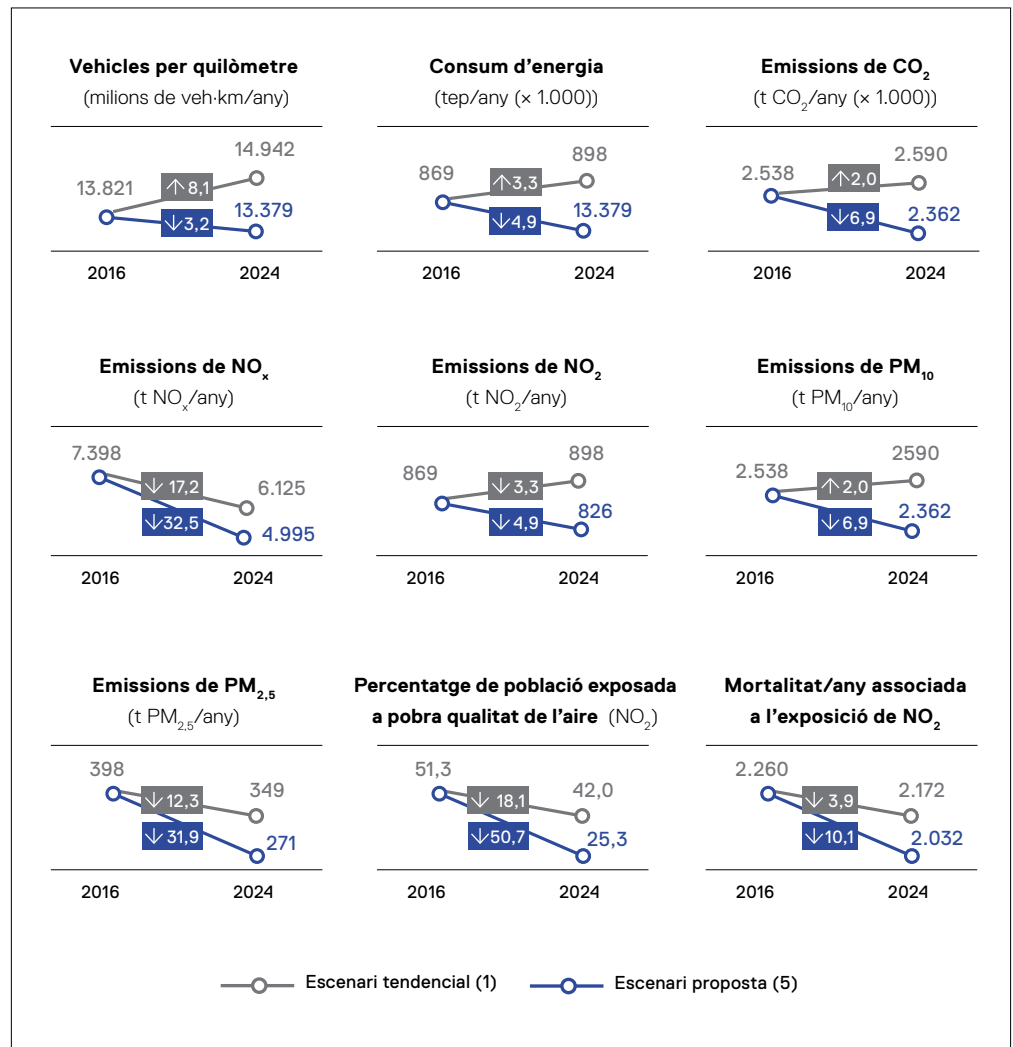 Vehicles per quilòmetre
(milions de veh·km/any)
13.821
14.942
↑ 8,1
↓3,2
13.379
2016 2024
Consum d'energia
(tep/any (× 1.000))
869
898
↑3,3
↓4,9
13.379
2016 2024
Emissions de CO₂
(t CO₂/any (× 1.000))
2.538
2.590
↑2,0
↓6,9
2.362
2016 2024
Emissions de NOₓ
(t NOₓ/any)
7.398
↓ 17,2
6.125
↓32,5
4.995
2016 2024
Emissions de NO₂
(t NO₂/any)
869
898
↓ 3,3
↓ 4,9
826
2016 2024
Emissions de PM₁₀
(t PM₁₀/any)
2.538
2590
↑ 2,0
↓ 6,9
2.362
2016 2024
Emissions de PM₂,₅
(t PM₂,₅/any)
398
349
↓ 12,3
↓ 31,9
271
2016 2024
Percentatge de població exposada
a pobra qualitat de l'aire (NO₂)
51,3
42,0
↓ 18,1
↓50,7
25,3
2016 2024
Mortalitat/any associada
a l'exposició de NO₂
2.260
2.172
↓ 3,9
↓10,1
2.032
2016 2024
Escenari tendencial (1) Escenari proposta (5)